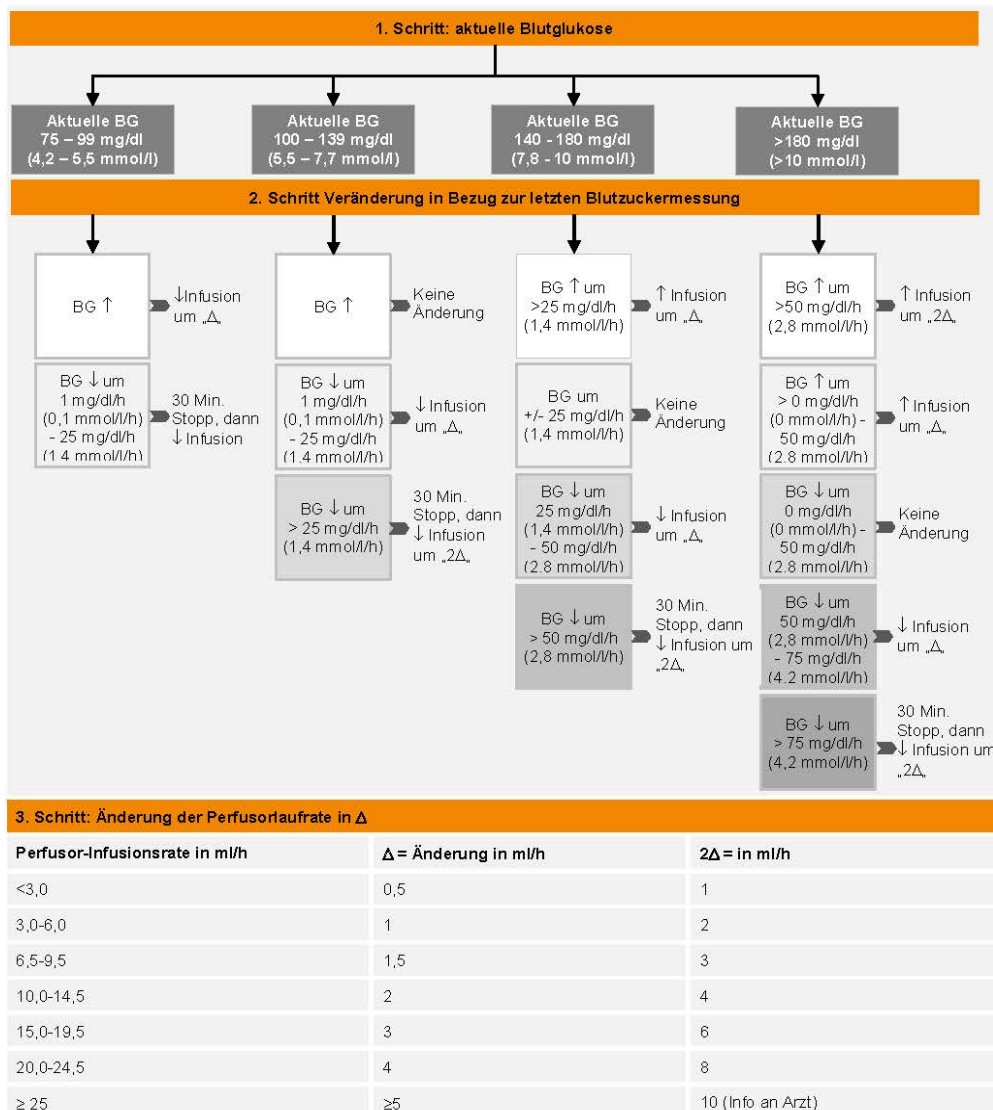 1. Schritt: aktuelle Blutglukose
Aktuelle BG
75 – 99 mg/dl
(4,2 – 5,5 mmol/l)
Aktuelle BG
100 – 139 mg/dl
(5,5 – 7,7 mmol/l)
Aktuelle BG
140 - 180 mg/dl
(7,8 - 10 mmol/l)
Aktuelle BG
>180 mg/dl
(>10 mmol/l)
2. Schritt Veränderung in Bezug zur letzten Blutzuckermessung
BG ↑
↓Infusion
um „Δ„
BG ↓ um
1 mg/dl/h
(0,1 mmol/l/h)
- 25 mg/dl/h
(1,4 mmol/l/h)
30 Min.
Stopp, dann
↓ Infusion
BG ↑
Keine
Änderung
BG ↓ um
1 mg/dl/h
(0,1 mmol/l/h)
- 25 mg/dl/h
(1,4 mmol/l/h)
↓ Infusion
um „Δ„
BG ↓ um
> 25 mg/dl/h
(1,4 mmol/l/h)
30 Min.
Stopp, dann
↓ Infusion
um „2Δ„
BG ↑ um
>25 mg/dl/h
(1,4 mmol/l/h)
↑ Infusion
um „Δ„
BG um
+/- 25 mg/dl/h
(1,4 mmol/l/h)
Keine
Änderung
BG ↓ um
25 mg/dl/h
(1,4 mmol/l/h)
- 50 mg/dl/h
(2,8 mmol/l/h)
↓ Infusion
um „Δ„
BG ↓ um
> 50 mg/dl/h
(2,8 mmol/l/h)
30 Min.
Stopp, dann
↓ Infusion um
„2Δ„
BG ↑ um
>50 mg/dl/h
(2,8 mmol/l/h)
↑ Infusion
um „2Δ„
BG ↑ um
> 0 mg/dl/h
(0 mmol/l/h) -
50 mg/dl/h
(2,8 mmol/l/h)
↑ Infusion
um „Δ„
BG ↓ um
0 mg/dl/h
(0 mmol/l/h) -
50 mg/dl/h
(2,8 mmol/l/h)
Keine
Änderung
BG ↓ um
50 mg/dl/h
(2,8 mmol/l/h)
- 75 mg/dl/h
(4,2 mmol/l/h)
↓ Infusion
um „Δ„
BG ↓ um
> 75 mg/dl/h
(4,2 mmol/l/h)
30 Min.
Stopp, dann
↓ Infusion um
„2Δ„
3. Schritt: Änderung der Perfusorlaufrate in Δ
Perfusor-Infusionsrate in ml/h Δ = Änderung in ml/h 2Δ = in ml/h
<3,0 0,5 1
3,0-6,0 1 2
6,5-9,5 1,5 3
10,0-14,5 2 4
15,0-19,5 3 6
20,0-24,5 4 8
≥ 25 ≥5 10 (Info an Arzt)